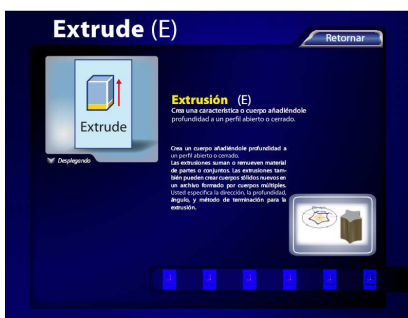 Extrude (E)
Retornar
Extrude
Extrusión (E)
Crea una característica o cuerpo añadiéndole
profundidad a un perfil abierto o cerrado.
Desplegando
Crea un cuerpo añadiéndole profundidad a
un perfil abierto o cerrado.
Las extrusiones suman o remueven material
de partes o conjuntos. Las extrusiones tam-
bién pueden crear cuerpos sólidos nuevos en
un archivo formado por cuerpos múltiples.
Usted especifica la dirección, la profundidad,
ángulo, y método de terminación para la
extrusión.